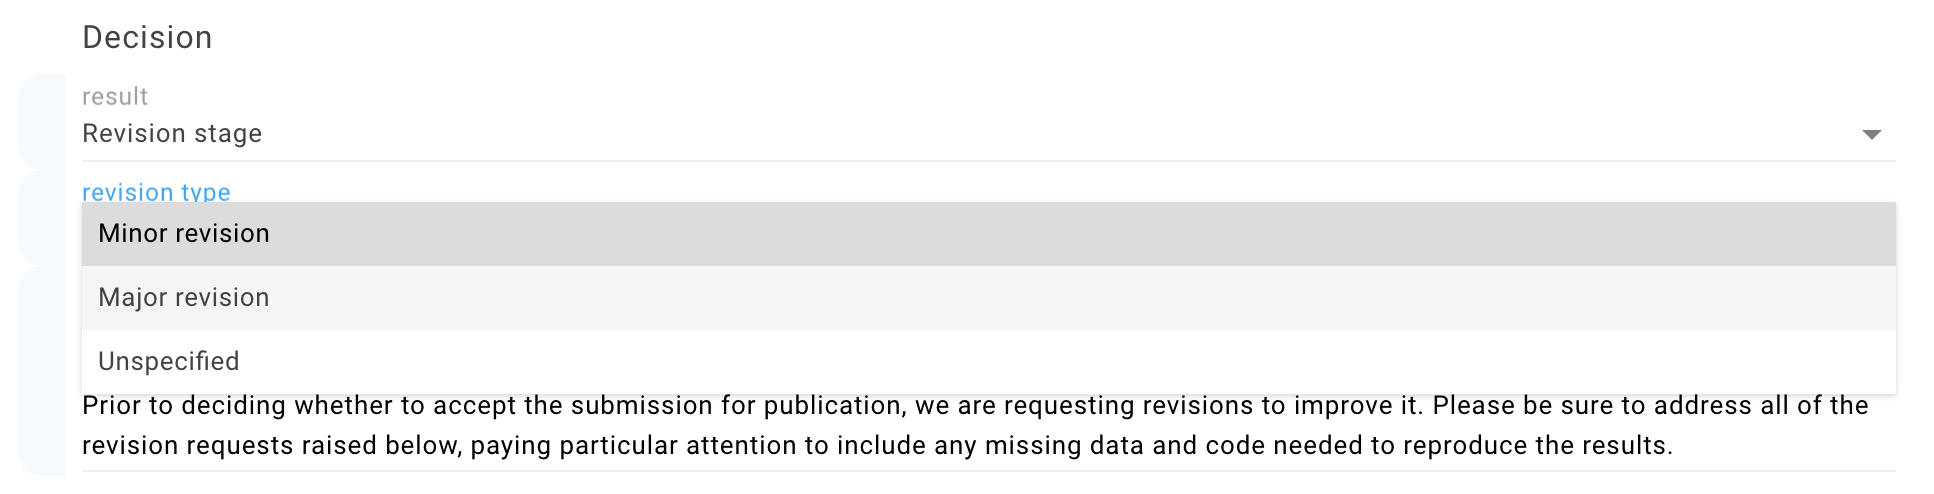 Decision
result
Revision stage
revision type
Minor revision
Major revision
Unspecified
Prior to deciding whether to accept the submission for publication, we are requesting revisions to improve it. Please be sure to address all of the
revision requests raised below, paying particular attention to include any missing data and code needed to reproduce the results.